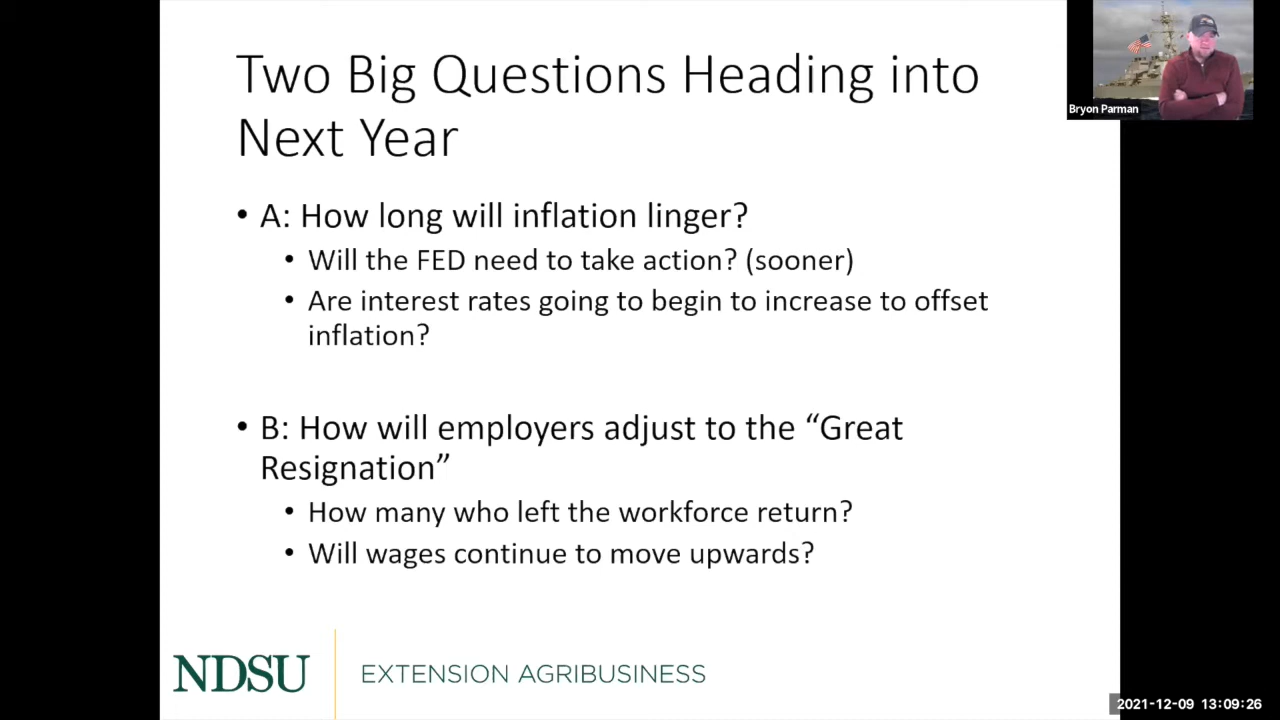 Two Big Questions Heading into
Next Year
• A: How long will inflation linger?
• Will the FED need to take action? (sooner)
• Are interest rates going to begin to increase to offset
inflation?
• B: How will employers adjust to the “Great
Resignation”
• How many who left the workforce return?
• Will wages continue to move upwards?
NDSU
EXTENSION AGRIBUSINESS
Bryon Parman
2021-12-09 13:09:26